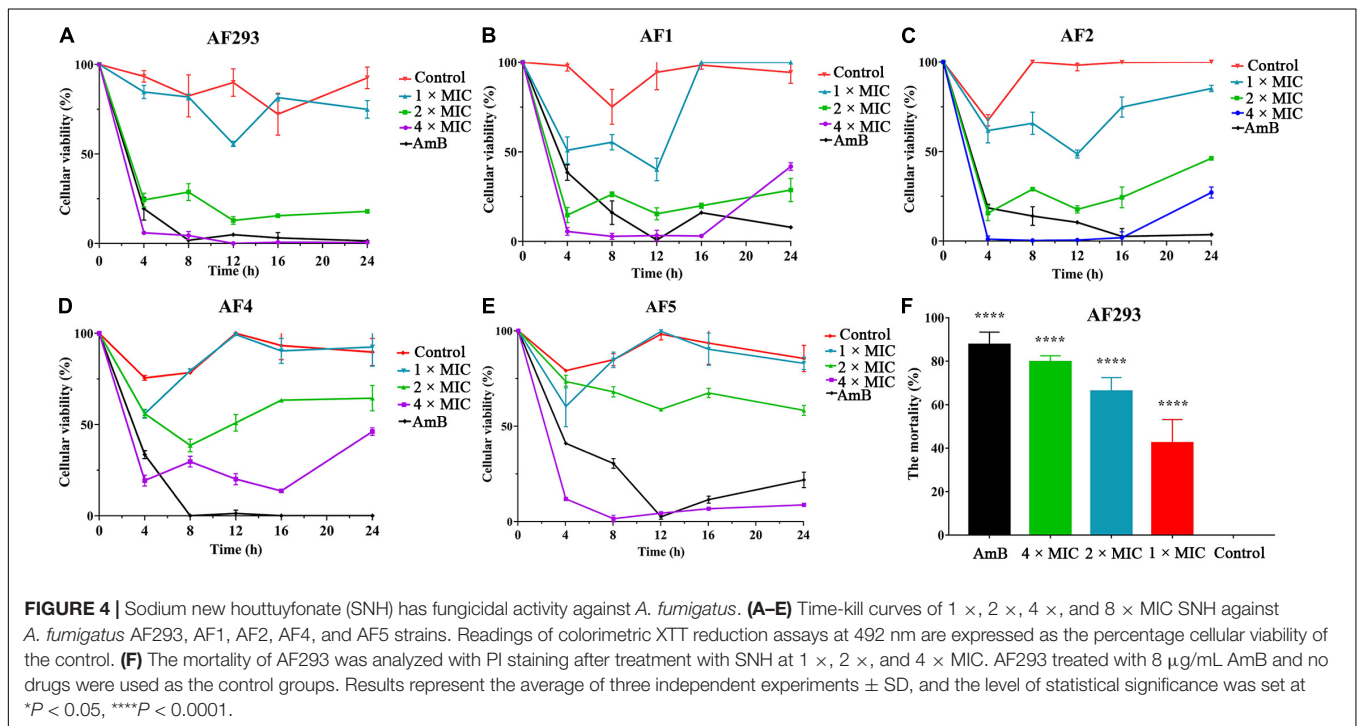 A
AF293
Cellular viability (%)
100
75
50
25
0
0 4 8 12 16 20 24
Time (h)
Control
1 × MIC
2 × MIC
4 × MIC
AmB
B
AF1
Cellular viability (%)
100
75
50
25
0
0 4 8 12 16 20 24
Time (h)
Control
1 × MIC
2 × MIC
4 × MIC
AmB
C
AF2
Cellular viability (%)
100
75
50
25
0
0 4 8 12 16 20 24
Time (h)
Control
1 × MIC
2 × MIC
4 × MIC
AmB
D
AF4
Cellular viability (%)
100
75
50
25
0
0 4 8 12 16 20 24
Time (h)
Control
1 × MIC
2 × MIC
4 × MIC
AmB
E
AF5
Cellular viability (%)
100
75
50
25
0
0 4 8 12 16 20 24
Time (h)
Control
1 × MIC
2 × MIC
4 × MIC
AmB
F
AF293
The mortality (%)
100
80
60
40
20
0
**** **** **** ****
AmB 4 × MIC 2 × MIC 1 × MIC Control
FIGURE 4 | Sodium new houttuyfonate (SNH) has fungicidal activity against A. fumigatus. (A–E) Time-kill curves of 1 ×, 2 ×, 4 ×, and 8 × MIC SNH against
A. fumigatus AF293, AF1, AF2, AF4, and AF5 strains. Readings of colorimetric XTT reduction assays at 492 nm are expressed as the percentage cellular viability of
the control. (F) The mortality of AF293 was analyzed with PI staining after treatment with SNH at 1 ×, 2 ×, and 4 × MIC. AF293 treated with 8 μg/mL AmB and no
drugs were used as the control groups. Results represent the average of three independent experiments ± SD, and the level of statistical significance was set at
*P < 0.05, ****P < 0.0001.